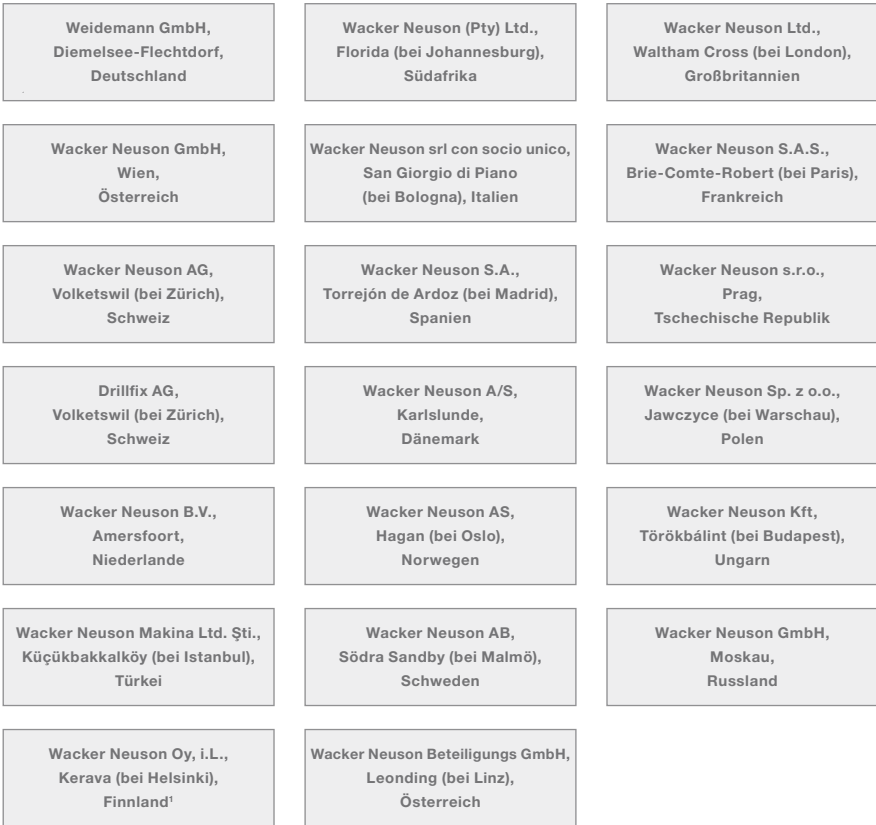 Weidemann GmbH,
Diemelsee-Flechtdorf,
Deutschland
Wacker Neuson (Pty) Ltd.,
Florida (bei Johannesburg),
Südafrika
Wacker Neuson Ltd.,
Waltham Cross (bei London),
Großbritannien
Wacker Neuson GmbH,
Wien,
Österreich
Wacker Neuson srl con socio unico,
San Giorgio di Piano
(bei Bologna), Italien
Wacker Neuson S.A.S.,
Brie-Comte-Robert (bei Paris),
Frankreich
Wacker Neuson AG,
Volketswil (bei Zürich),
Schweiz
Wacker Neuson S.A.,
Torrejón de Ardoz (bei Madrid),
Spanien
Wacker Neuson s.r.o.,
Prag,
Tschechische Republik
Drillfix AG,
Volketswil (bei Zürich),
Schweiz
Wacker Neuson A/S,
Karlslunde,
Dänemark
Wacker Neuson Sp. z o.o.,
Jawczyce (bei Warschau),
Polen
Wacker Neuson B.V.,
Amersfoort,
Niederlande
Wacker Neuson AS,
Hagan (bei Oslo),
Norwegen
Wacker Neuson Kft,
Törökbálint (bei Budapest),
Ungarn
Wacker Neuson Makina Ltd. Şti.,
Küçükbakkalköy (bei Istanbul),
Türkei
Wacker Neuson AB,
Södra Sandby (bei Malmö),
Schweden
Wacker Neuson GmbH,
Moskau,
Russland
Wacker Neuson Oy, i.L.,
Kerava (bei Helsinki),
Finnland¹
Wacker Neuson Beteiligungs GmbH,
Leonding (bei Linz),
Österreich